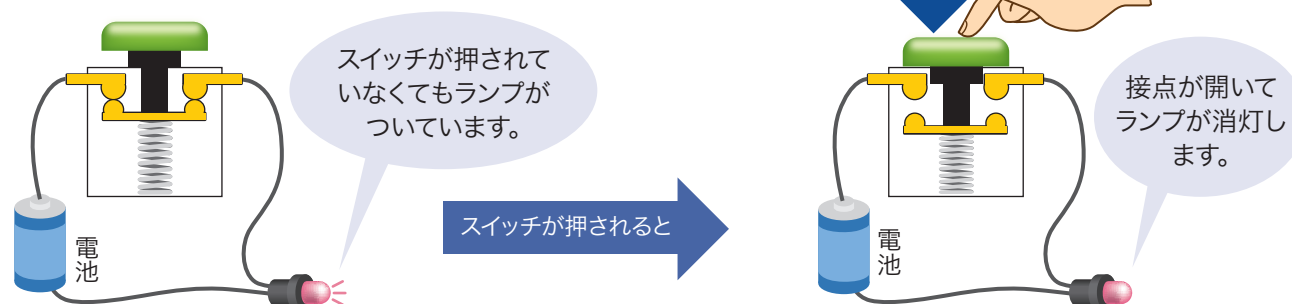 スイッチが押されて
いなくてもランプが
ついています。
電池
スイッチが押されると
接点が開いて
ランプが消灯し
ます。
電池